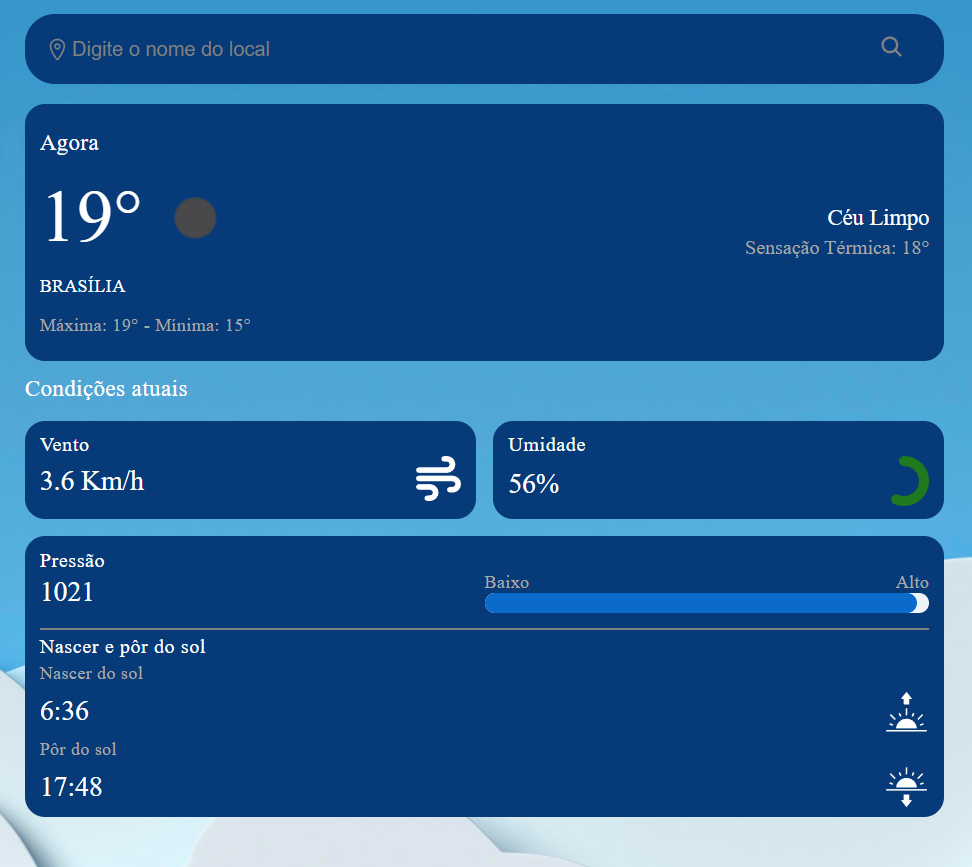 Digite o nome do local
Agora
19°
Céu Limpo
Sensação Térmica: 18°
BRASÍLIA
Máxima: 19° - Mínima: 15°
Condições atuais
Vento
3.6 Km/h
Umidade
56%
Pressão
1021
Baixo
Alto
Nascer e pôr do sol
Nascer do sol
6:36
Pôr do sol
17:48